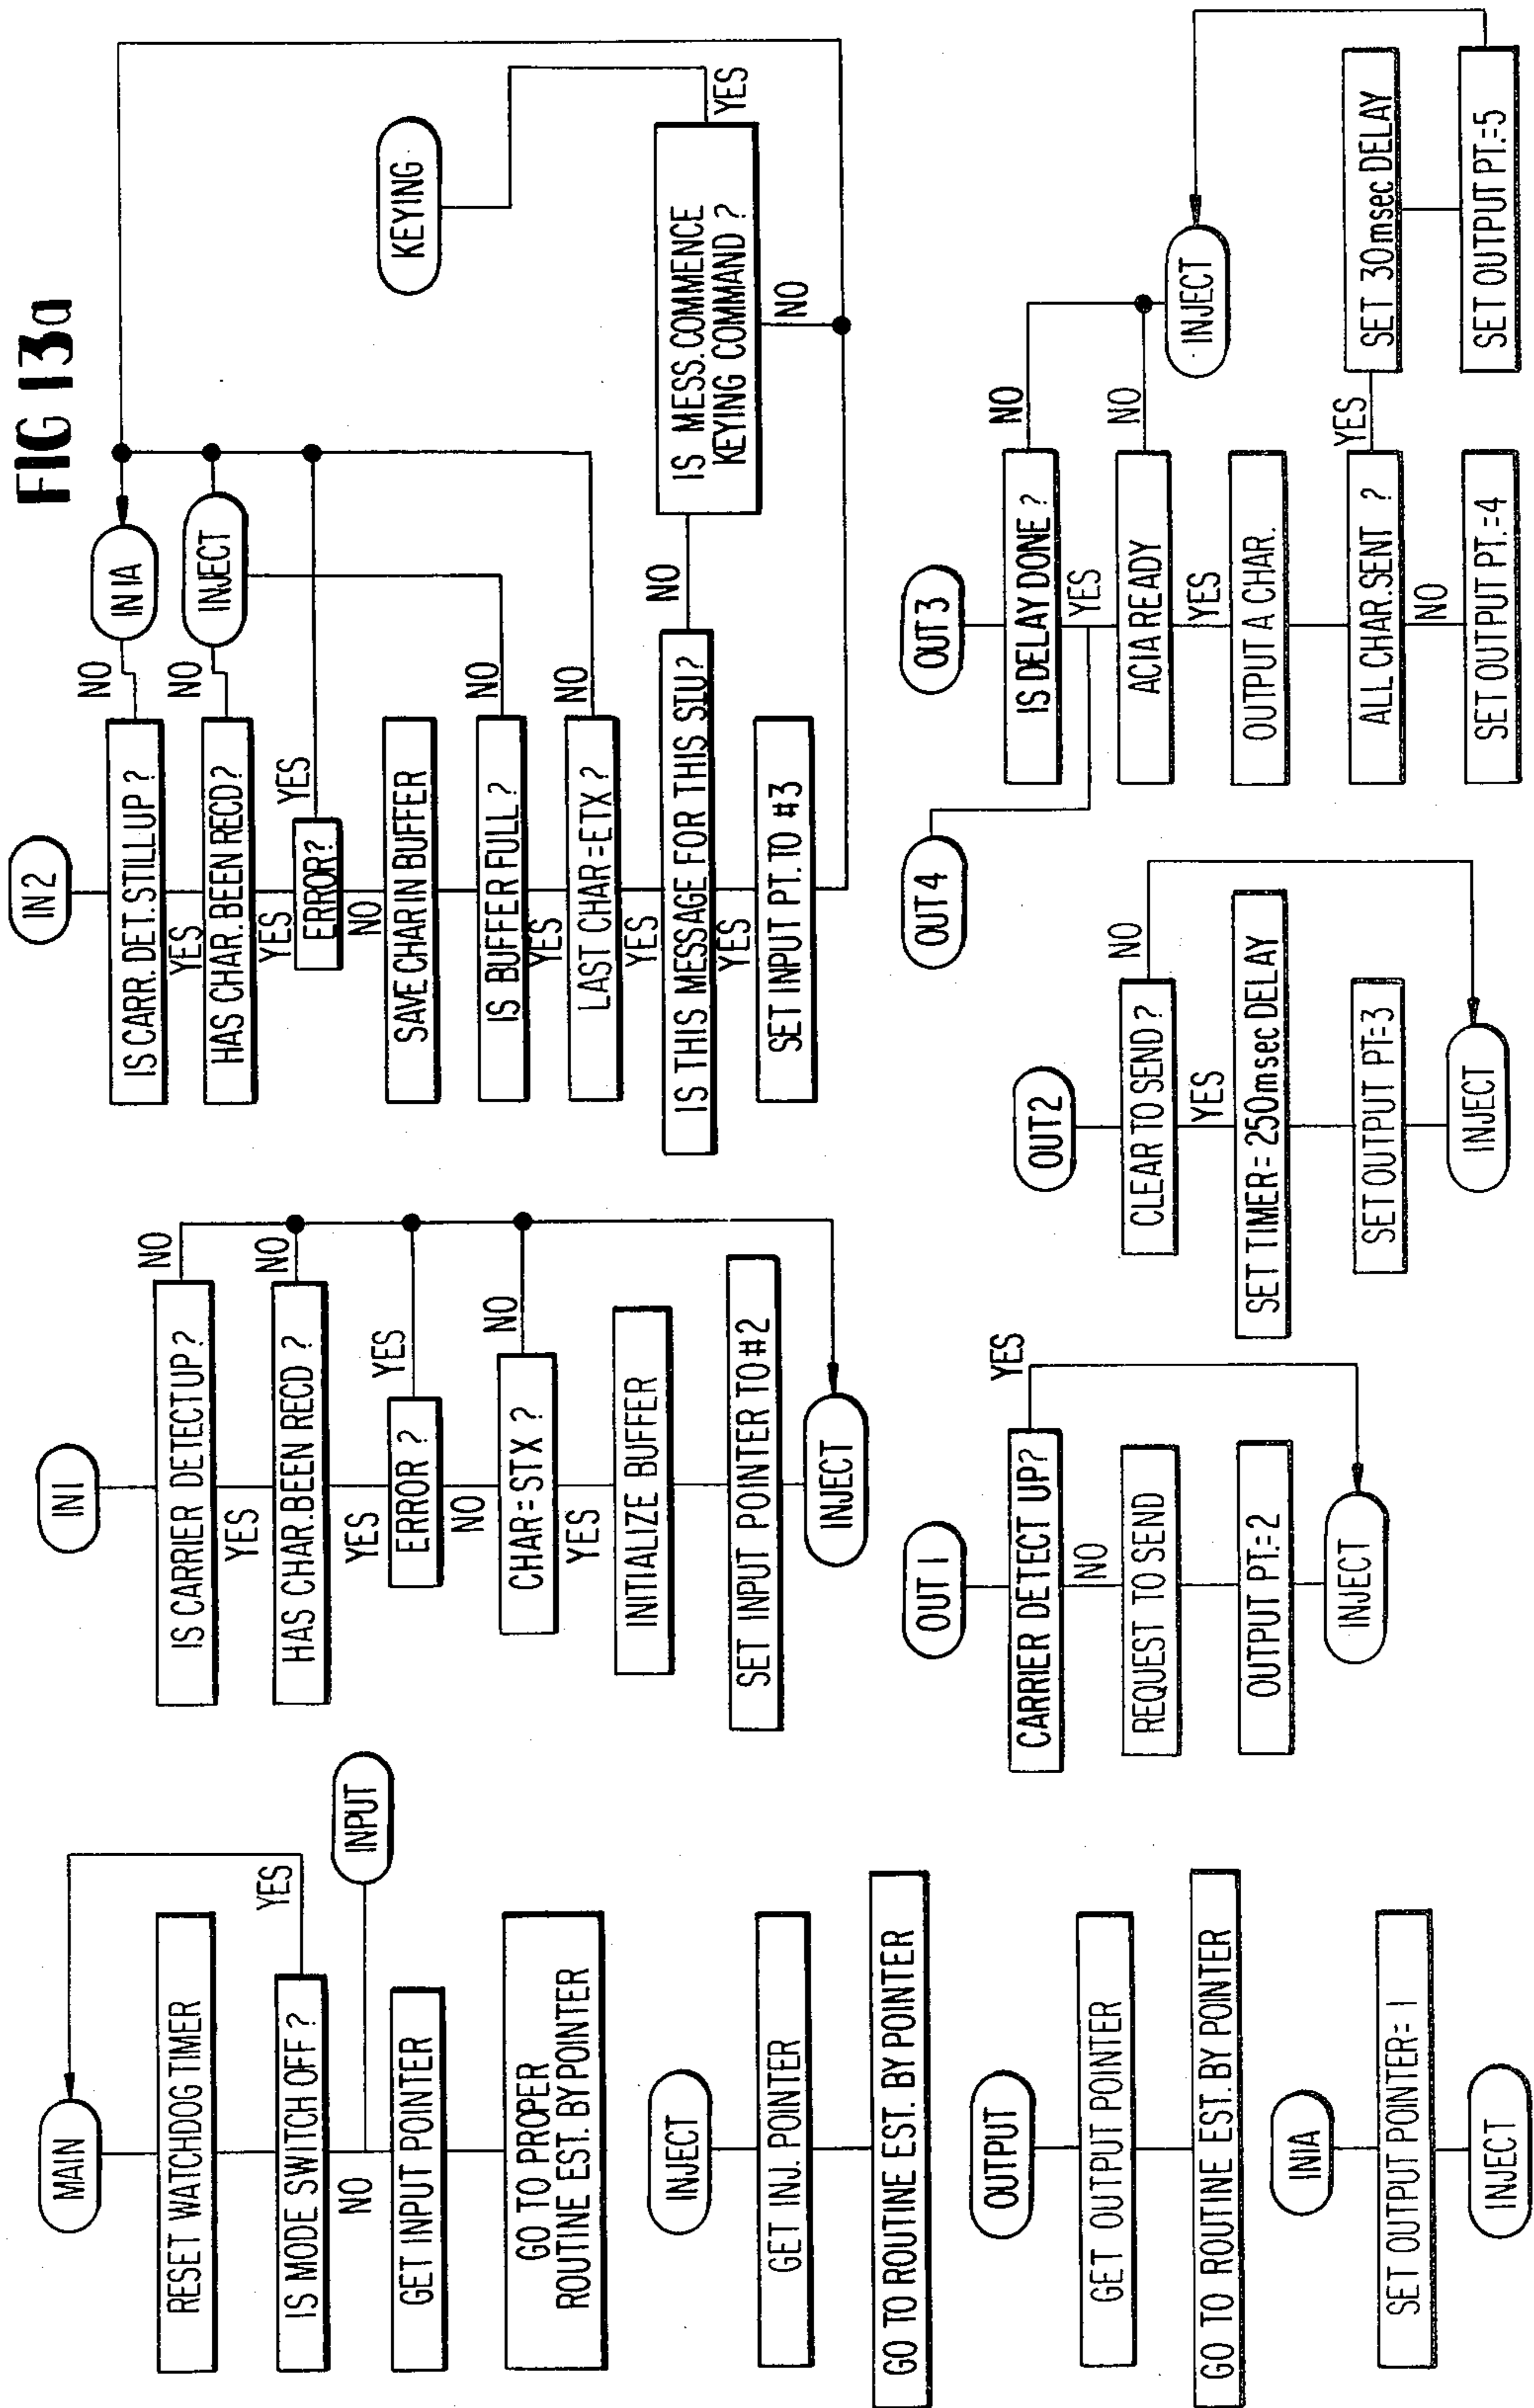 FIG 13a
MAIN
RESET WATCHDOG TIMER
IS MODE SWITCH OFF ?
YES
NO
INPUT
GET INPUT POINTER
GO TO PROPER
ROUTINE EST. BY POINTER
INJECT
GET INJ. POINTER
GO TO ROUTINE EST. BY POINTER
OUTPUT
GET OUTPUT POINTER
GO TO ROUTINE EST. BY POINTER
INIA
SET OUTPUT POINTER = 1
INJECT
IN1
IS CARRIER DETECT UP ?
NO
YES
HAS CHAR. BEEN RECD ?
NO
YES
ERROR ?
YES
NO
CHAR = STX ?
NO
YES
INITIALIZE BUFFER
SET INPUT POINTER TO #2
INJECT
IN 2
IS CARR. DET. STILL UP ?
NO
IN IA
YES
HAS CHAR. BEEN RECD ?
NO
INJECT
YES
ERROR?
YES
NO
SAVE CHAR IN BUFFER
IS BUFFER FULL ?
NO
YES
LAST CHAR = ETX ?
NO
YES
IS THIS MESSAGE FOR THIS SIU?
NO
YES
SET INPUT PT. TO #3
IS MESS. COMMENCE
KEYING COMMAND ?
YES
NO
KEYING
OUT 1
CARRIER DETECT UP?
YES
NO
REQUEST TO SEND
OUTPUT PT.=2
INJECT
OUT2
CLEAR TO SEND ?
NO
YES
SET TIMER = 250msec DELAY
SET OUTPUT PT=3
INJECT
OUT 3
IS DELAY DONE ?
NO
YES
OUT 4
ACIA READY
NO
YES
INJECT
OUTPUT A CHAR.
ALL CHAR. SENT ?
YES
NO
SET OUTPUT PT.=4
SET 30msec DELAY
SET OUTPUT PT.=5